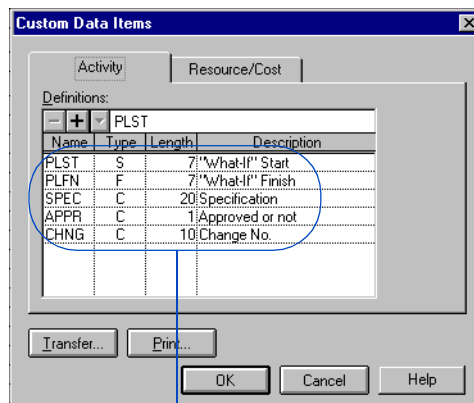 Custom Data Items
Activity Resource/Cost
Definitions:
PLST
Name Type Length Description
PLST S 7 "What-If" Start
PLFN F 7 "What-If" Finish
SPEC C 20 Specification
APPR C 1 Approved or not
CHNG C 10 Change No.
Transfer... Print...
OK Cancel Help